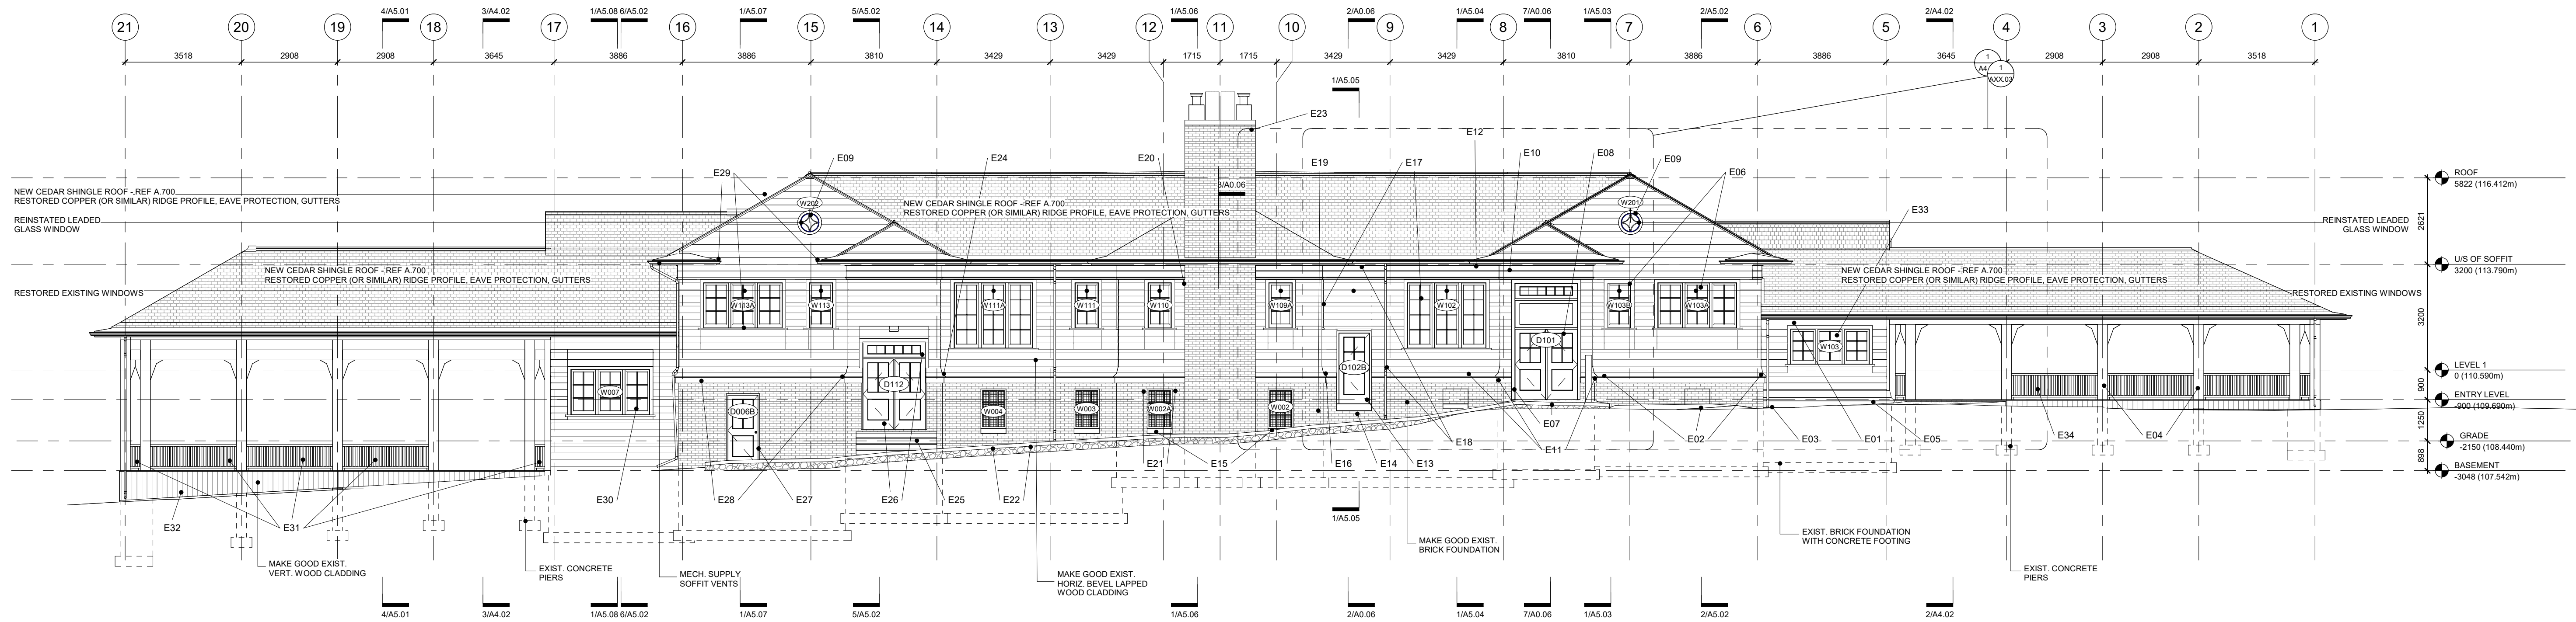 4/A5.01 3/A4.02 1/A5.08 6/A5.02 1/A5.07 5/A5.02 1/A5.06 2/A0.06 1/A5.04 7/A0.06 1/A5.03 2/A5.02 2/A4.02
21 20 19 18 17 16 15 14 13 12 11 10 9 8 7 6 5 4 3 2 1
3518 2908 2908 3645 3886 3886 3810 3429 3429 1715 1715 3429 3429 3810 3886 3886 3645 2908 2908 3518
1
A4.
1
AXX.03
1/A5.05
E23
E12
E29 E09 E24 E20 E19 E17 E10 E08 E09 E06
ROOF
5822 (116.412m)
NEW CEDAR SHINGLE ROOF - REF A.700
RESTORED COPPER (OR SIMILAR) RIDGE PROFILE, EAVE PROTECTION, GUTTERS
3/A0.06
W202
W201
NEW CEDAR SHINGLE ROOF - REF A.700
RESTORED COPPER (OR SIMILAR) RIDGE PROFILE, EAVE PROTECTION, GUTTERS
E33
REINSTATED LEADED
GLASS WINDOW
REINSTATED LEADED
GLASS WINDOW
2621
U/S OF SOFFIT
3200 (113.790m)
NEW CEDAR SHINGLE ROOF - REF A.700
RESTORED COPPER (OR SIMILAR) RIDGE PROFILE, EAVE PROTECTION, GUTTERS
NEW CEDAR SHINGLE ROOF - REF A.700
RESTORED COPPER (OR SIMILAR) RIDGE PROFILE, EAVE PROTECTION, GUTTERS
RESTORED EXISTING WINDOWS
RESTORED EXISTING WINDOWS
W113A W113 W111A W111 W110 W109A W102 W103B W103A
3200
D101
W103
D102B
LEVEL 1
0 (110.590m)
D112
W007
900
ENTRY LEVEL
-900 (109.690m)
D006B W004 W003 W002A W002
1250
E07
E18 E11 E02 E03 E01 E05 E34 E04
GRADE
-2150 (108.440m)
898
E21 E15 E16 E14 E13
BASEMENT
-3048 (107.542m)
E32 E31 E30 E28 E27 E26 E25 E22
1/A5.05
MAKE GOOD EXIST.
BRICK FOUNDATION
EXIST. BRICK FOUNDATION
WITH CONCRETE FOOTING
MAKE GOOD EXIST.
VERT. WOOD CLADDING
EXIST. CONCRETE
PIERS
MECH. SUPPLY
SOFFIT VENTS
MAKE GOOD EXIST.
HORIZ. BEVEL LAPPED
WOOD CLADDING
EXIST. CONCRETE
PIERS
4/A5.01 3/A4.02 1/A5.08 6/A5.02 1/A5.07 5/A5.02 1/A5.06 2/A0.06 1/A5.04 7/A0.06 1/A5.03 2/A5.02 2/A4.02